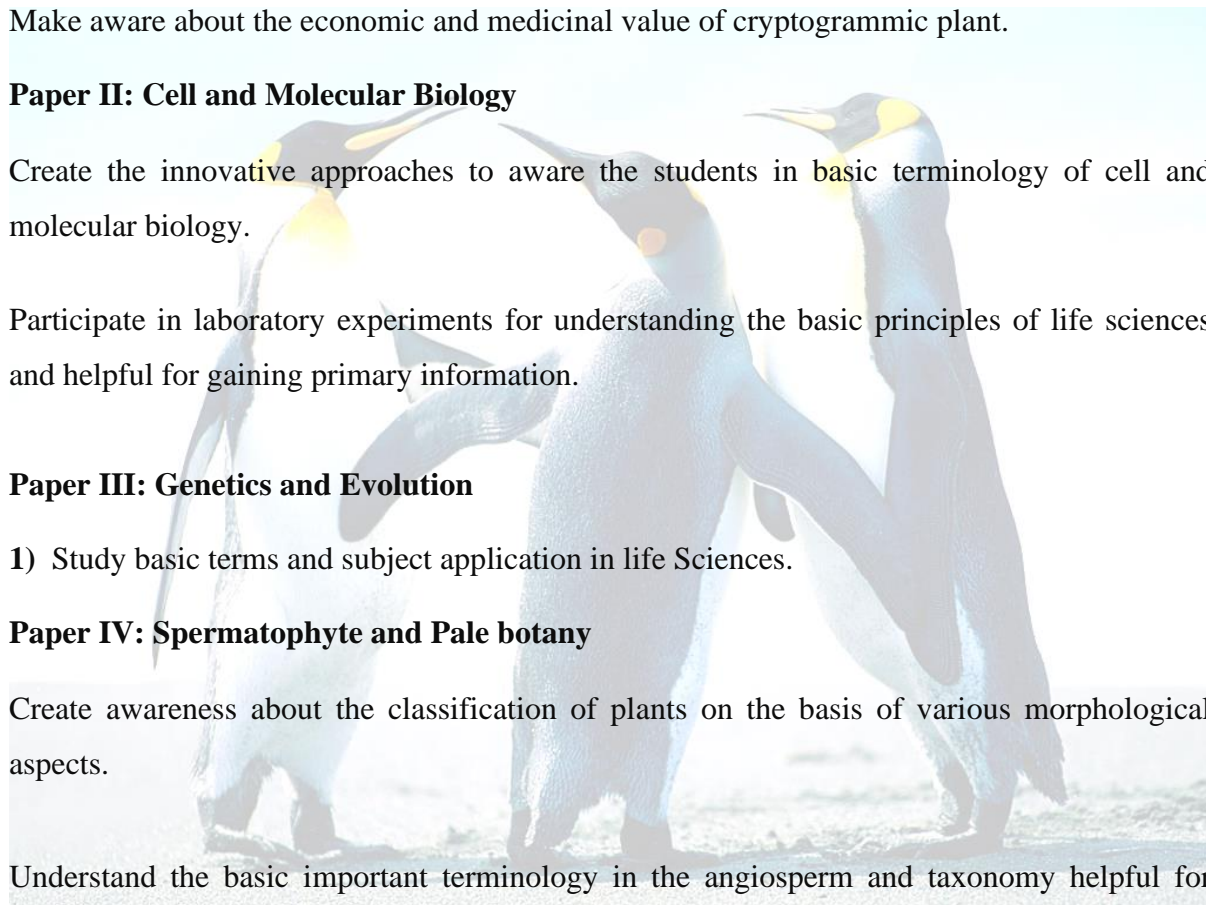 Make aware about the economic and medicinal value of cryptogrammic plant.
Paper II: Cell and Molecular Biology
Create the innovative approaches to aware the students in basic terminology of cell and
molecular biology.
Participate in laboratory experiments for understanding the basic principles of life sciences
and helpful for gaining primary information.
Paper III: Genetics and Evolution
1) Study basic terms and subject application in life Sciences.
Paper IV: Spermatophyte and Pale botany
Create awareness about the classification of plants on the basis of various morphological
aspects.
Understand the basic important terminology in the angiosperm and taxonomy helpful for